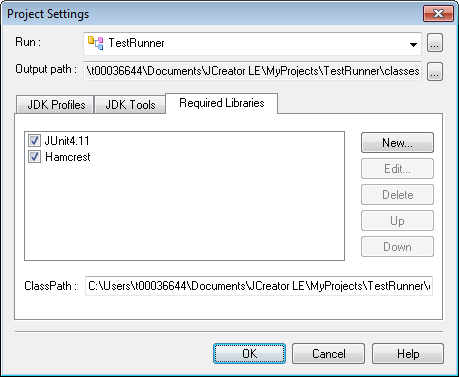 Project Settings
Run :
TestRunner
...
Output path :
\t00036644\Documents\JCreator LE\MyProjects\TestRunner\classes
...
JDK Profiles
JDK Tools
Required Libraries
JUnit4.11
Hamcrest
New...
Edit...
Delete
Up
Down
ClassPath :
C:\Users\t00036644\Documents\JCreator LE\MyProjects\TestRunner\
OK
Cancel
Help